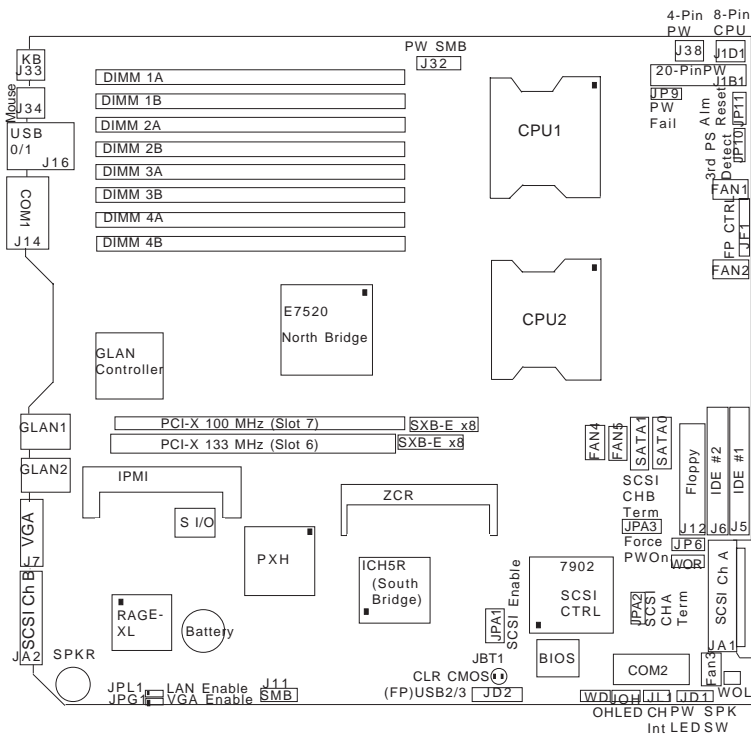 4-Pin
PW
8-Pin
CPU
KB
J33
PW SMB
J32
J38
J1D1
20-PinPW
J1B1
Mouse
J34
JP9
PW
Fail
3rd PS Alm
Detect Reset
JP11
JP10
USB
0/1
J16
DIMM 1A
DIMM 1B
DIMM 2A
DIMM 2B
DIMM 3A
DIMM 3B
DIMM 4A
DIMM 4B
CPU1
COM1
J14
FAN1
FP CTRL
JF1
FAN2
E7520
North Bridge
CPU2
GLAN
Controller
GLAN1
GLAN2
PCI-X 100 MHz (Slot 7)
SXB-E x8
PCI-X 133 MHz (Slot 6)
SXB-E x8
FAN4
FAN5
SATA1
SATA0
Floppy
J12
IDE #2
J6
IDE #1
J5
IPMI
ZCR
SCSI
CHB
Term
JPA3
Force
PWOn
JP6
WOR
S I/O
VGA
J7
PXH
ICH5R
(South
Bridge)
7902
SCSI
CTRL
SCSI Ch A
JA1
SCSI Ch B
JA2
RAGE-
XL
Battery
JPA1
SCSI Enable
JPA2
SCSI
CHA
Term
SPKR
BIOS
JBT1
CLR CMOS
COM2
Fan3
WOL
JPL1
LAN Enable
JPG1
VGA Enable
J11
SMB
(FP)USB2/3
JD2
WD
JOH
JL1
JD1
OHLED
CH
Int
PW
LED
SPK
SW